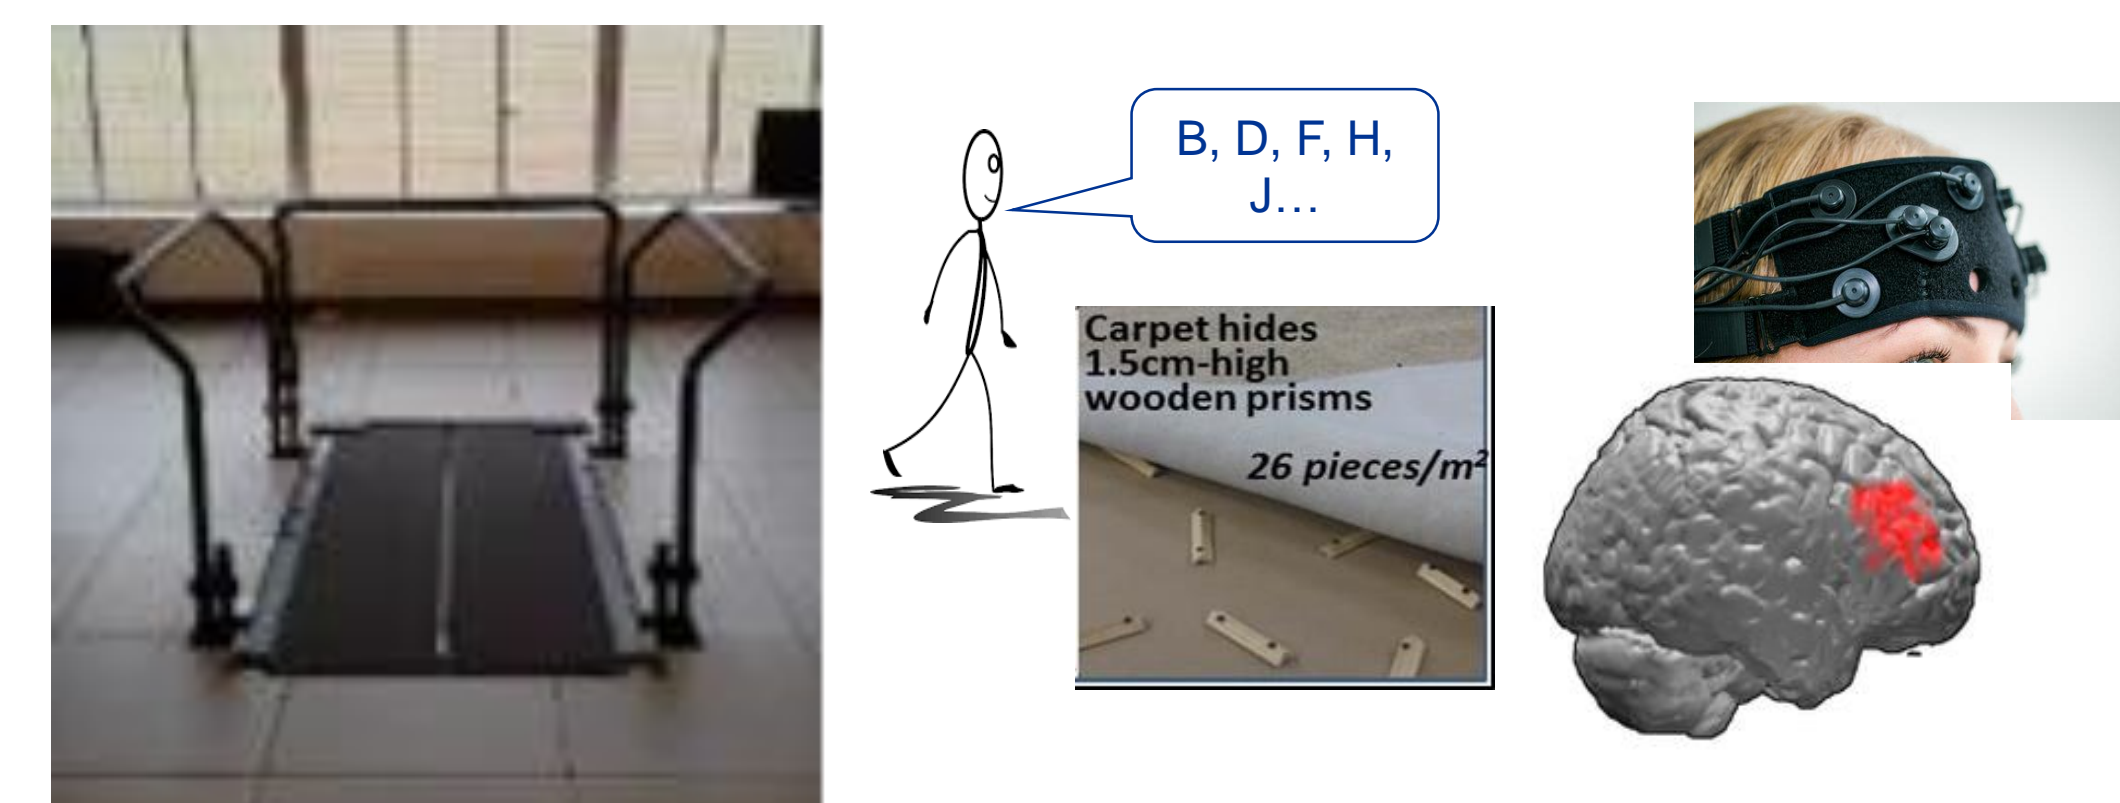 B, D, F, H,
J...
Carpet hides
1.5cm-high
wooden prisms
26 pieces/m²